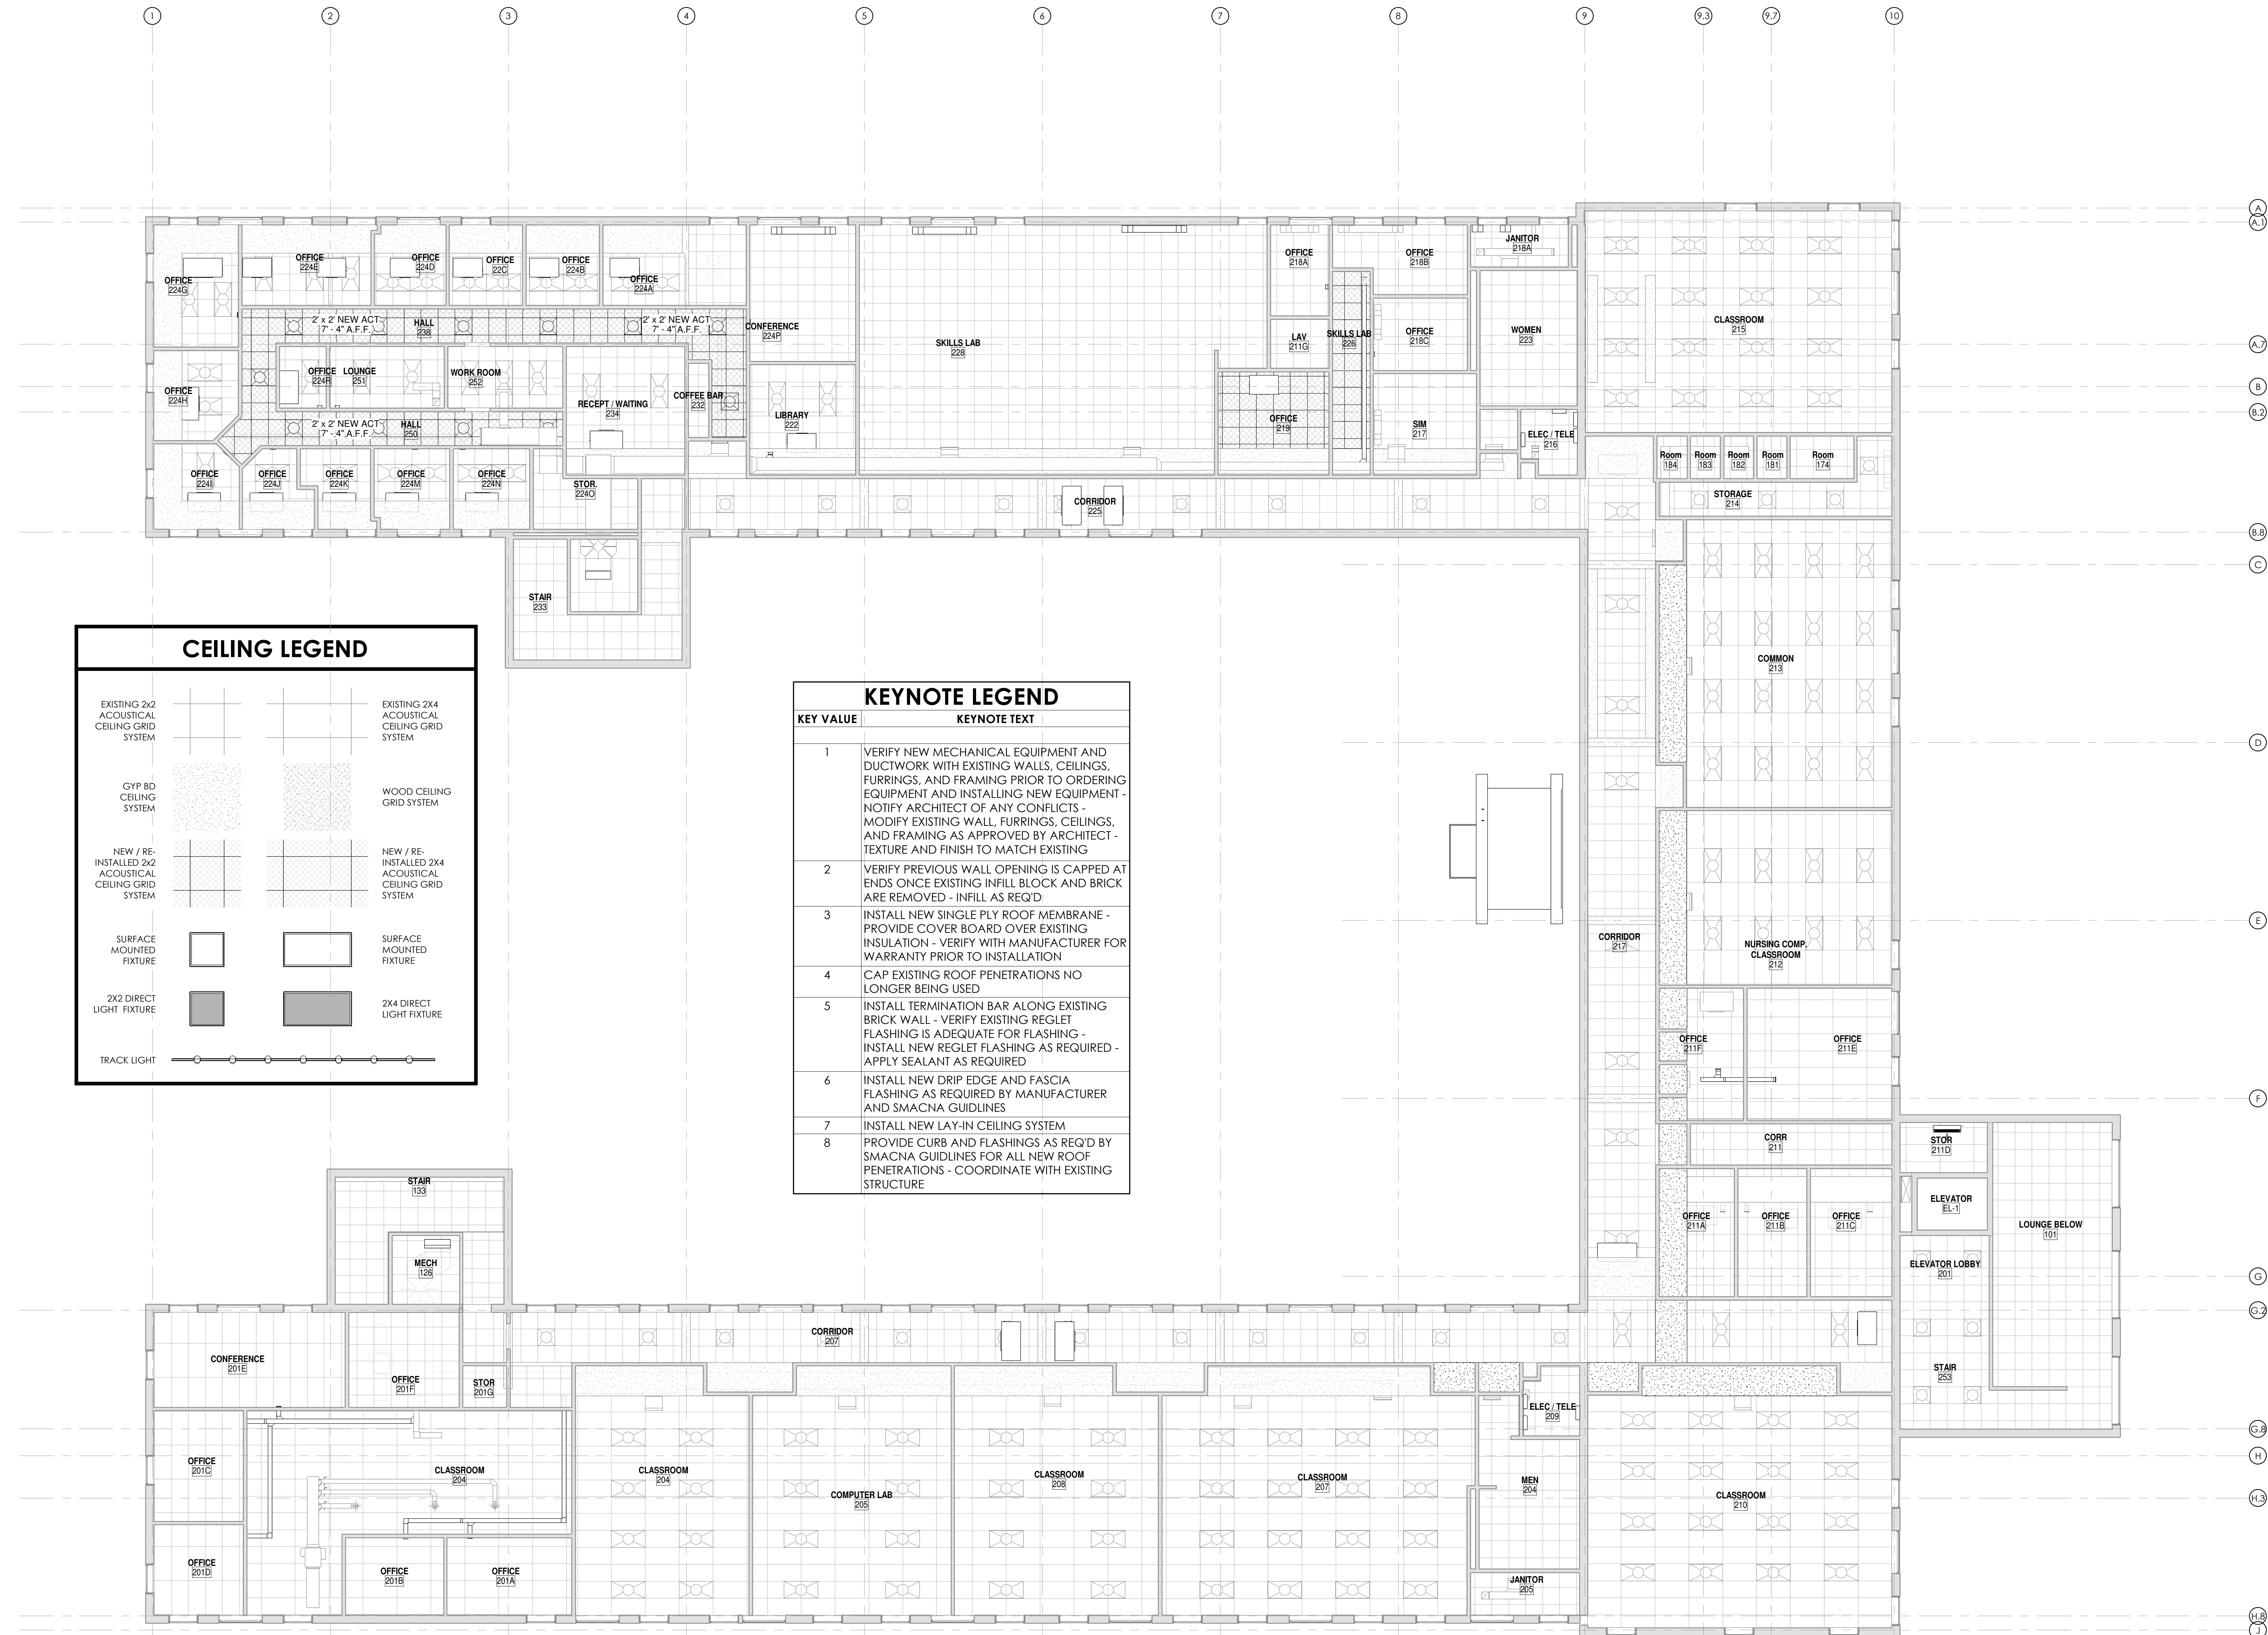 1 2 3 4 5 6 7 8 9 9.3 9.7 10
A
A.1
A.7
B
B.2
B.8
C
D
E
F
G
G.2
G.8
H
H.3
H.8
J
OFFICE
224G
OFFICE
224E
OFFICE
224D
OFFICE
22C
OFFICE
224B
OFFICE
224A
2' x 2' NEW ACT
7' - 4" A.F.F.
HALL
238
2' x 2' NEW ACT
7' - 4" A.F.F.
CONFERENCE
224P
SKILLS LAB
228
OFFICE
218A
OFFICE
218B
JANITOR
218A
LAV
211G
SKILLS LAB
226
OFFICE
218C
WOMEN
223
CLASSROOM
215
OFFICE
224H
OFFICE
224R
LOUNGE
251
WORK ROOM
252
RECEPT / WAITING
234
COFFEE BAR
232
LIBRARY
222
OFFICE
219
SIM
217
ELEC / TELE
216
2' x 2' NEW ACT
7' - 4" A.F.F.
HALL
250
OFFICE
224I
OFFICE
224J
OFFICE
224K
OFFICE
224M
OFFICE
224N
STOR.
224O
CORRIDOR
225
Room
184
Room
183
Room
182
Room
181
Room
174
STORAGE
214
STAIR
233
COMMON
213
CORRIDOR
217
NURSING COMP.
CLASSROOM
212
OFFICE
211F
OFFICE
211E
CORR
211
STOR
211D
OFFICE
211A
OFFICE
211B
OFFICE
211C
ELEVATOR
EL-1
LOUNGE BELOW
101
ELEVATOR LOBBY
201
STAIR
253
CEILING LEGEND
EXISTING 2x2
ACOUSTICAL
CEILING GRID
SYSTEM
EXISTING 2X4
ACOUSTICAL
CEILING GRID
SYSTEM
GYP BD
CEILING
SYSTEM
WOOD CEILING
GRID SYSTEM
NEW / RE-
INSTALLED 2x2
ACOUSTICAL
CEILING GRID
SYSTEM
NEW / RE-
INSTALLED 2X4
ACOUSTICAL
CEILING GRID
SYSTEM
SURFACE
MOUNTED
FIXTURE
SURFACE
MOUNTED
FIXTURE
2X2 DIRECT
LIGHT FIXTURE
2X4 DIRECT
LIGHT FIXTURE
TRACK LIGHT
KEYNOTE LEGEND
KEY VALUE KEYNOTE TEXT
1 VERIFY NEW MECHANICAL EQUIPMENT AND
DUCTWORK WITH EXISTING WALLS, CEILINGS,
FURRINGS, AND FRAMING PRIOR TO ORDERING
EQUIPMENT AND INSTALLING NEW EQUIPMENT -
NOTIFY ARCHITECT OF ANY CONFLICTS -
MODIFY EXISTING WALL, FURRINGS, CEILINGS,
AND FRAMING AS APPROVED BY ARCHITECT -
TEXTURE AND FINISH TO MATCH EXISTING
2 VERIFY PREVIOUS WALL OPENING IS CAPPED AT
ENDS ONCE EXISTING INFILL BLOCK AND BRICK
ARE REMOVED - INFILL AS REQ'D
3 INSTALL NEW SINGLE PLY ROOF MEMBRANE -
PROVIDE COVER BOARD OVER EXISTING
INSULATION - VERIFY WITH MANUFACTURER FOR
WARRANTY PRIOR TO INSTALLATION
4 CAP EXISTING ROOF PENETRATIONS NO
LONGER BEING USED
5 INSTALL TERMINATION BAR ALONG EXISTING
BRICK WALL - VERIFY EXISTING REGLET
FLASHING IS ADEQUATE FOR FLASHING -
INSTALL NEW REGLET FLASHING AS REQUIRED -
APPLY SEALANT AS REQUIRED
6 INSTALL NEW DRIP EDGE AND FASCIA
FLASHING AS REQUIRED BY MANUFACTURER
AND SMACNA GUIDLINES
7 INSTALL NEW LAY-IN CEILING SYSTEM
8 PROVIDE CURB AND FLASHINGS AS REQ'D BY
SMACNA GUIDLINES FOR ALL NEW ROOF
PENETRATIONS - COORDINATE WITH EXISTING
STRUCTURE
STAIR
133
MECH
126
CONFERENCE
201E
OFFICE
201F
STOR
201G
CORRIDOR
207
OFFICE
201C
CLASSROOM
204
CLASSROOM
204
COMPUTER LAB
205
CLASSROOM
208
CLASSROOM
207
ELEC / TELE
209
MEN
204
CLASSROOM
210
OFFICE
201D
OFFICE
201B
OFFICE
201A
JANITOR
205